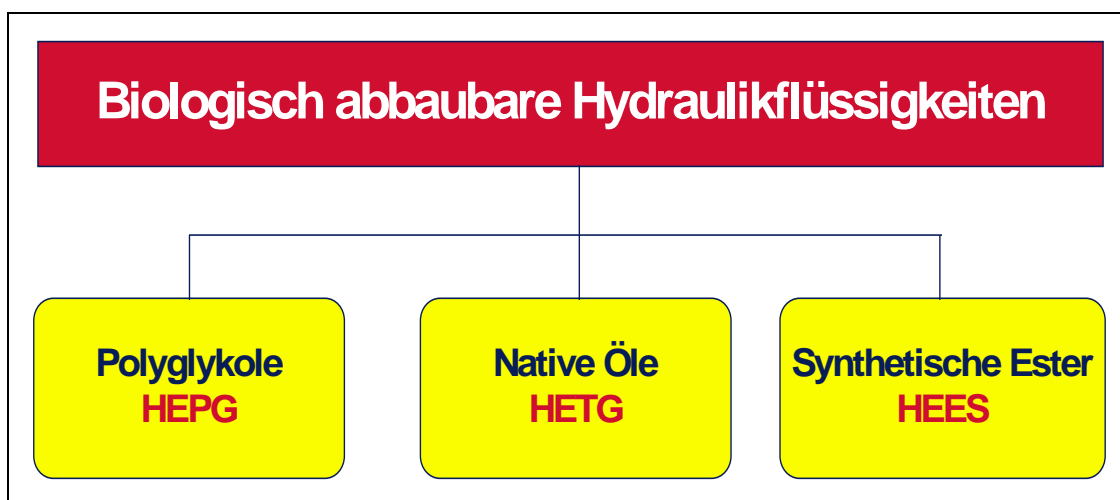 Biologisch abbaubare Hydraulikflüssigkeiten
Polyglykole
HEPG
Native Öle
HETG
Synthetische Ester
HEES